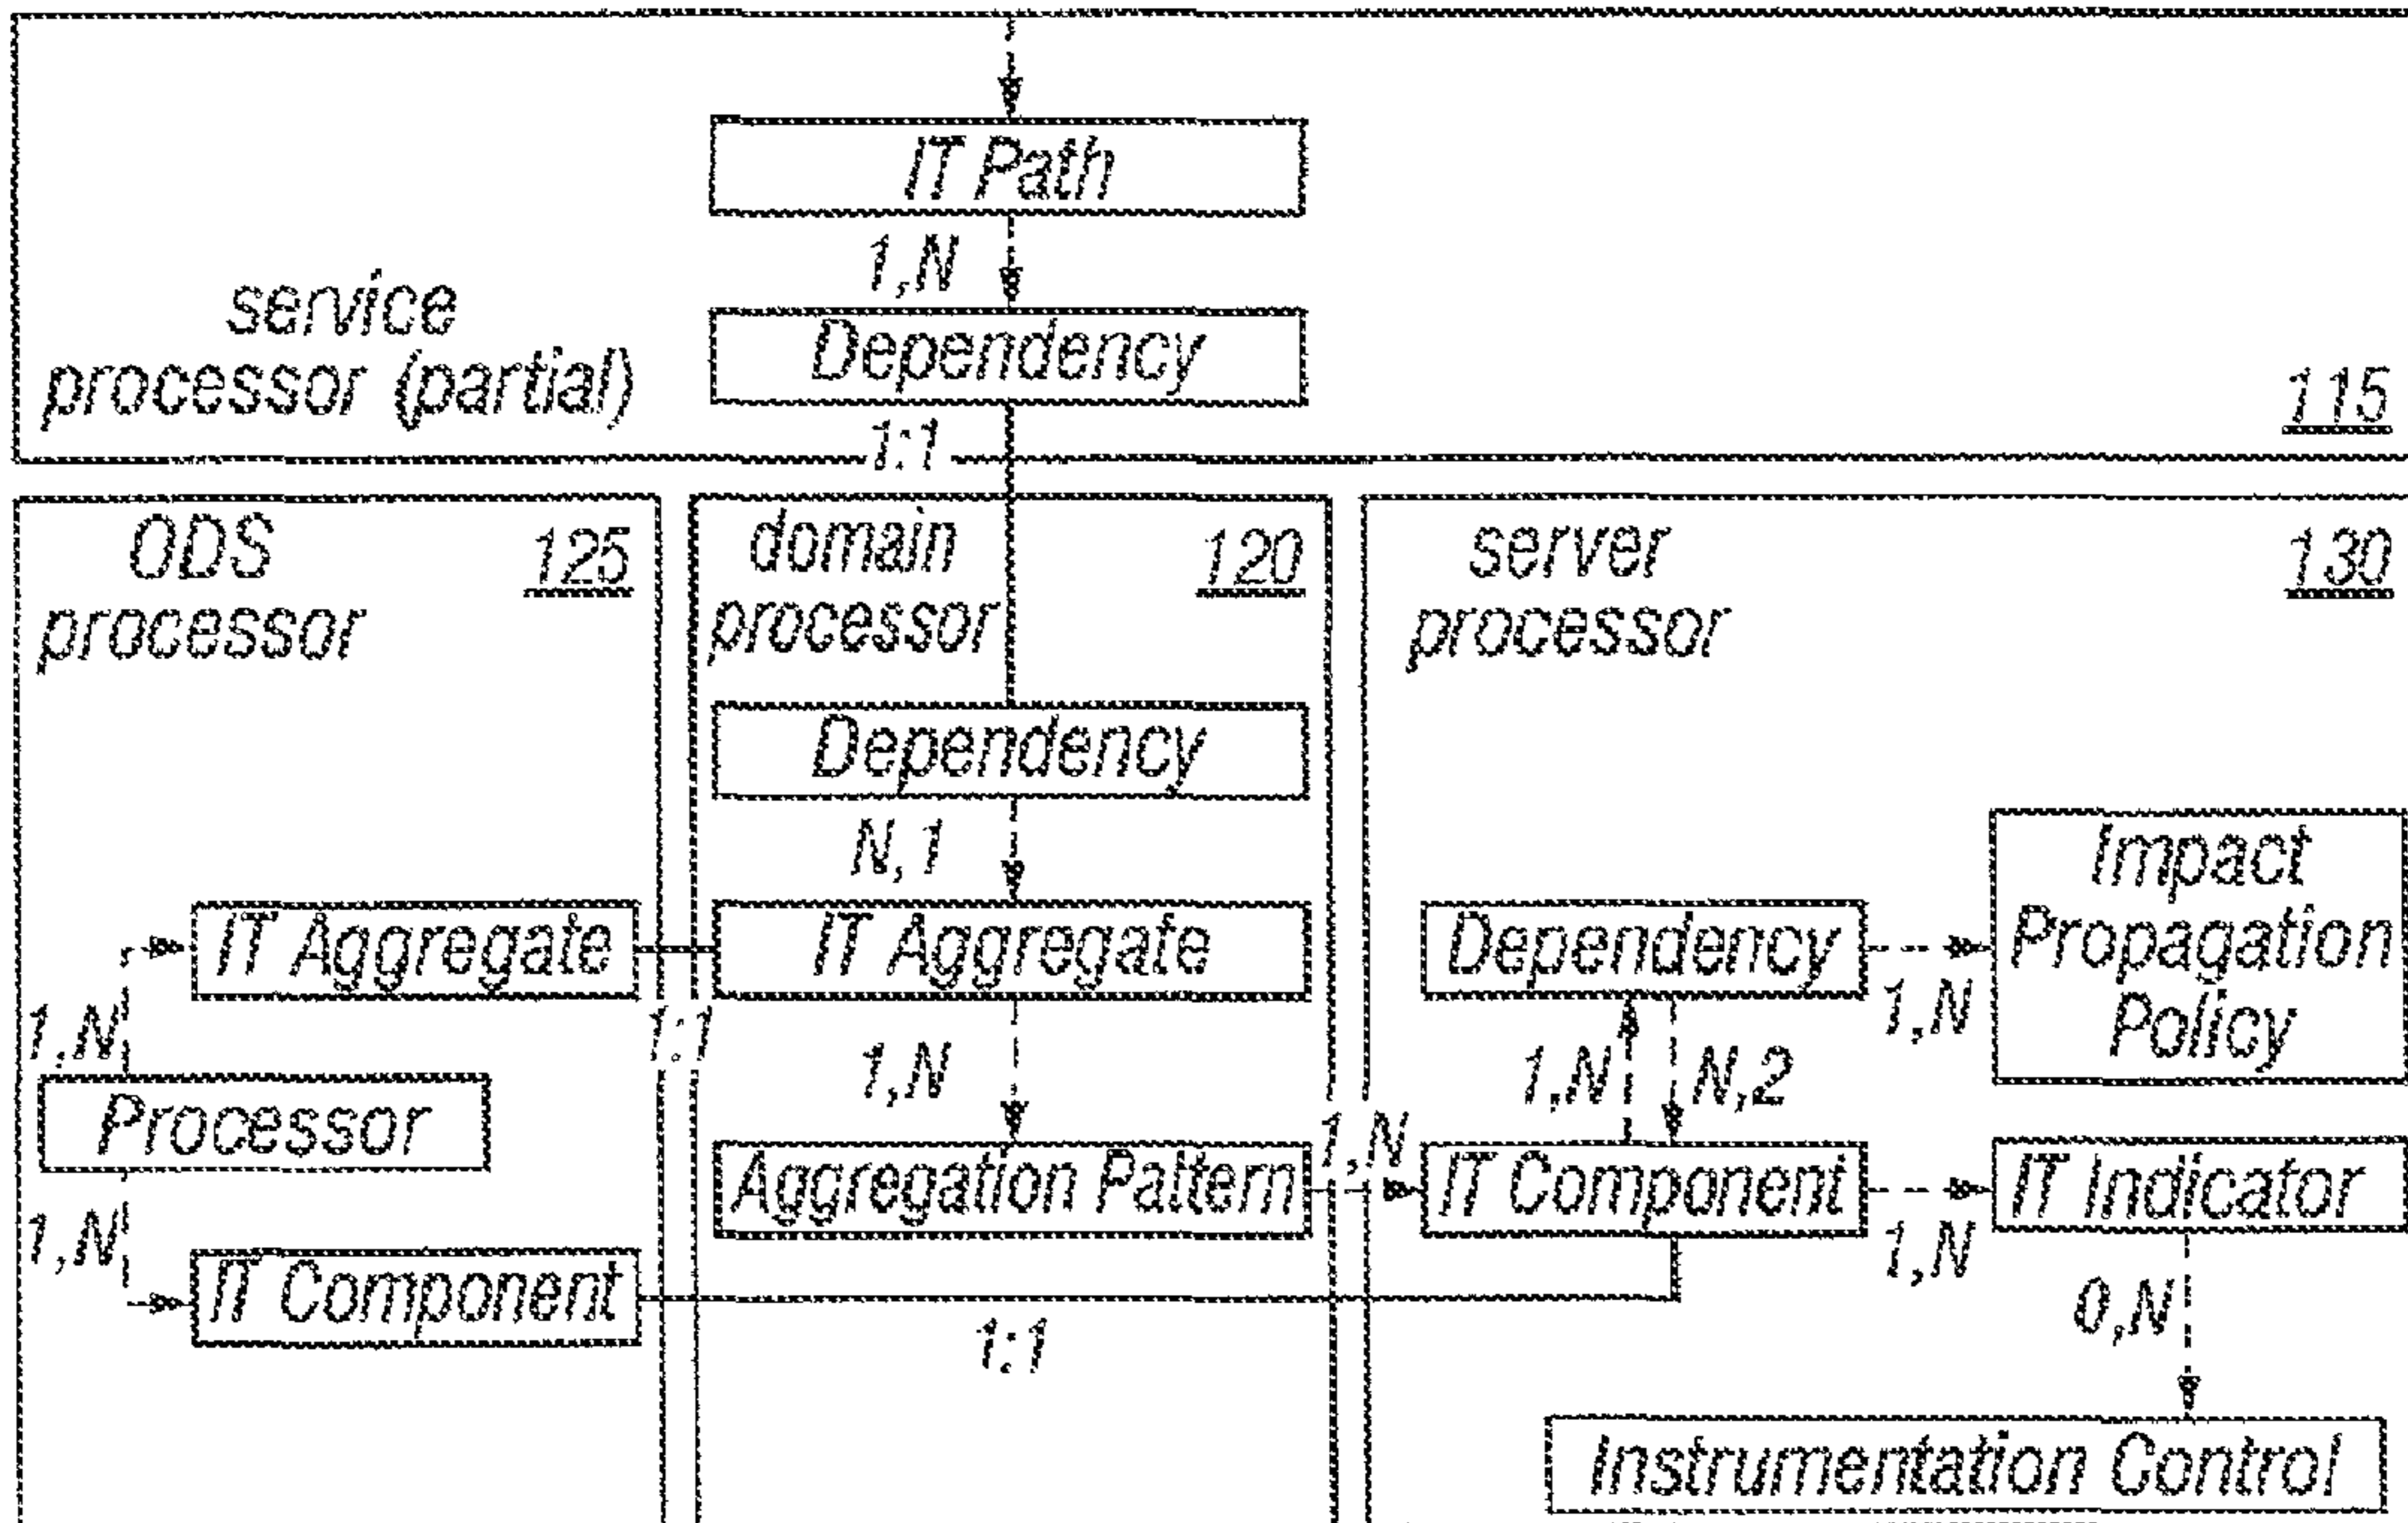 IT Path
1,N
service
processor (partial)
Dependency
115
1:1
ODS
processor
125
domain
processor
120
server
processor
130
Dependency
N,1
IT Aggregate
IT Aggregate
Dependency
Impact
Propagation
Policy
1,N
1,N
1:1
1,N
1,N
N,2
Processor
Aggregation Pattern
1,N
IT Component
IT Indicator
1,N
1,N
IT Component
1:1
0,N
Instrumentation Control